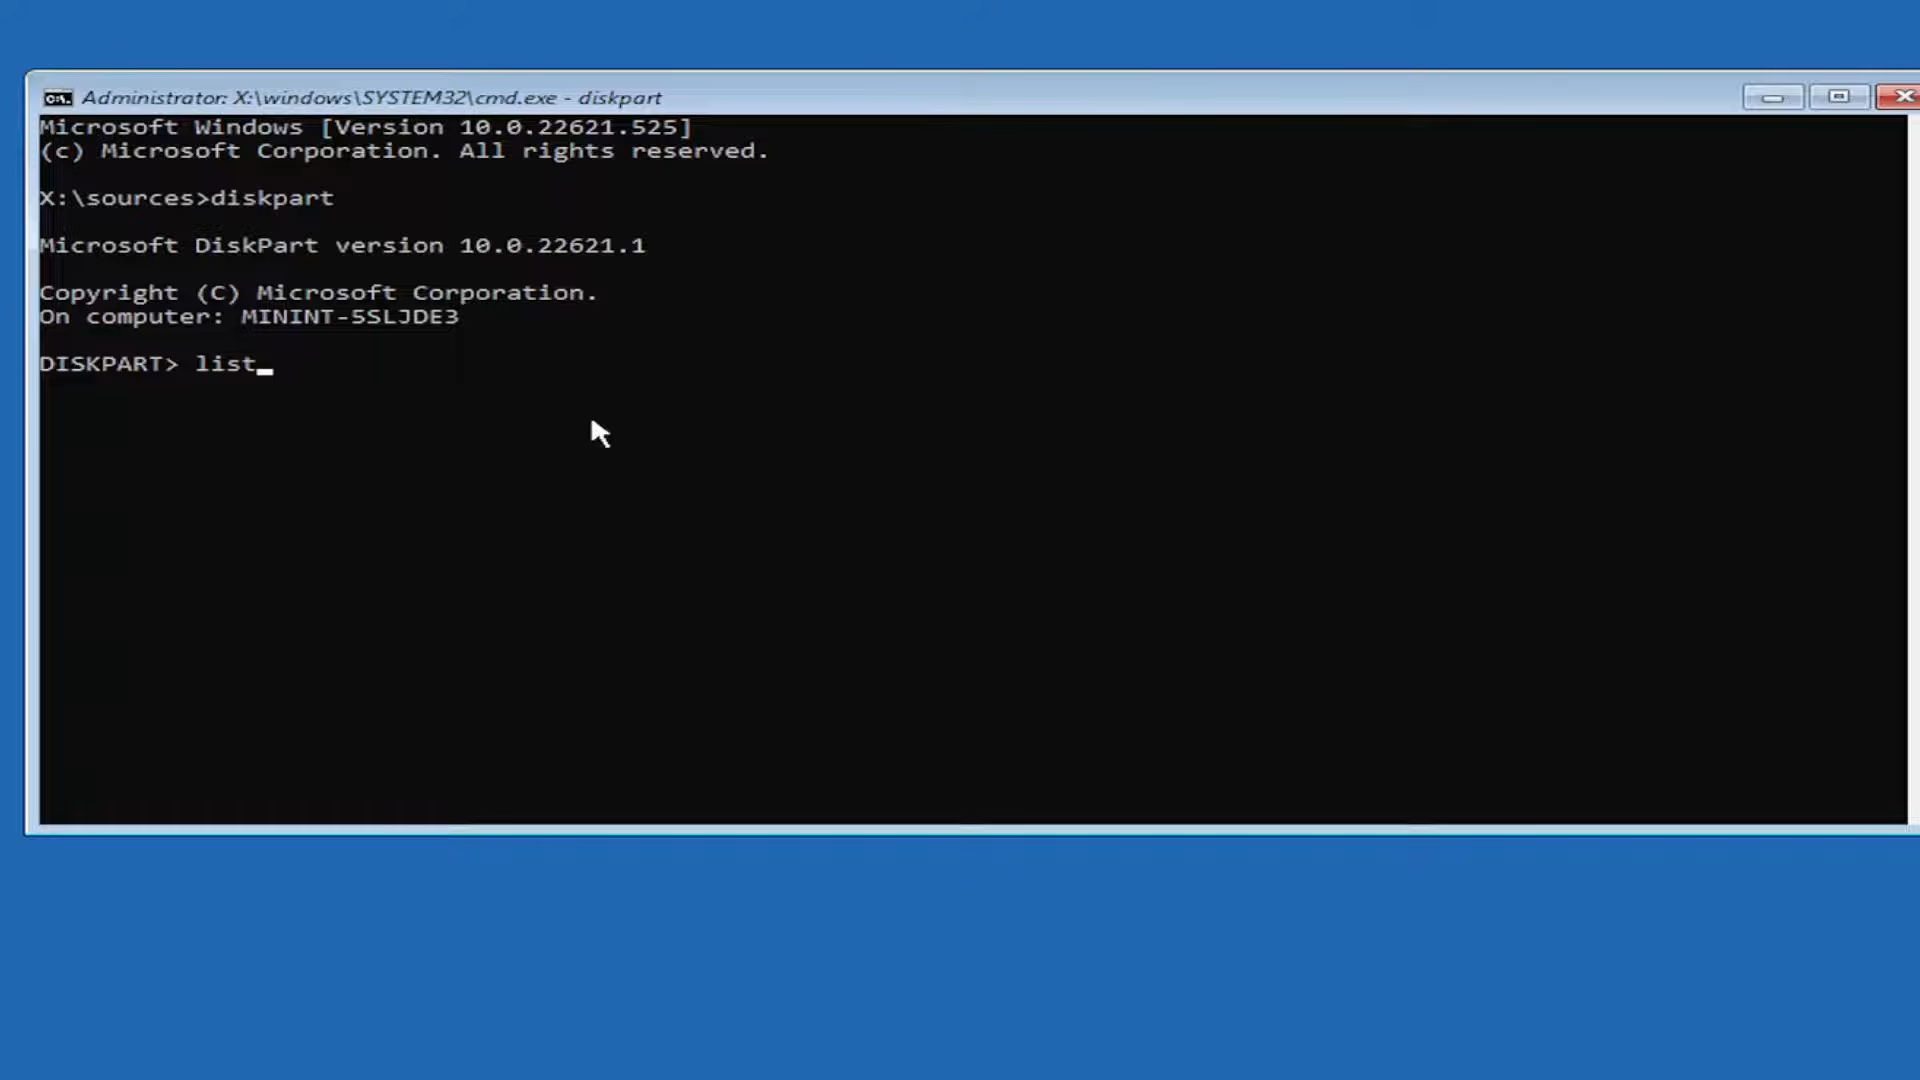 Administrator: X:\windows\SYSTEM32\cmd.exe - diskpart
Microsoft Windows [Version 10.0.22621.525]
(c) Microsoft Corporation. All rights reserved.
X:\sources>diskpart
Microsoft DiskPart version 10.0.22621.1
Copyright (C) Microsoft Corporation.
On computer: MININT-5SLJDE3
DISKPART> list